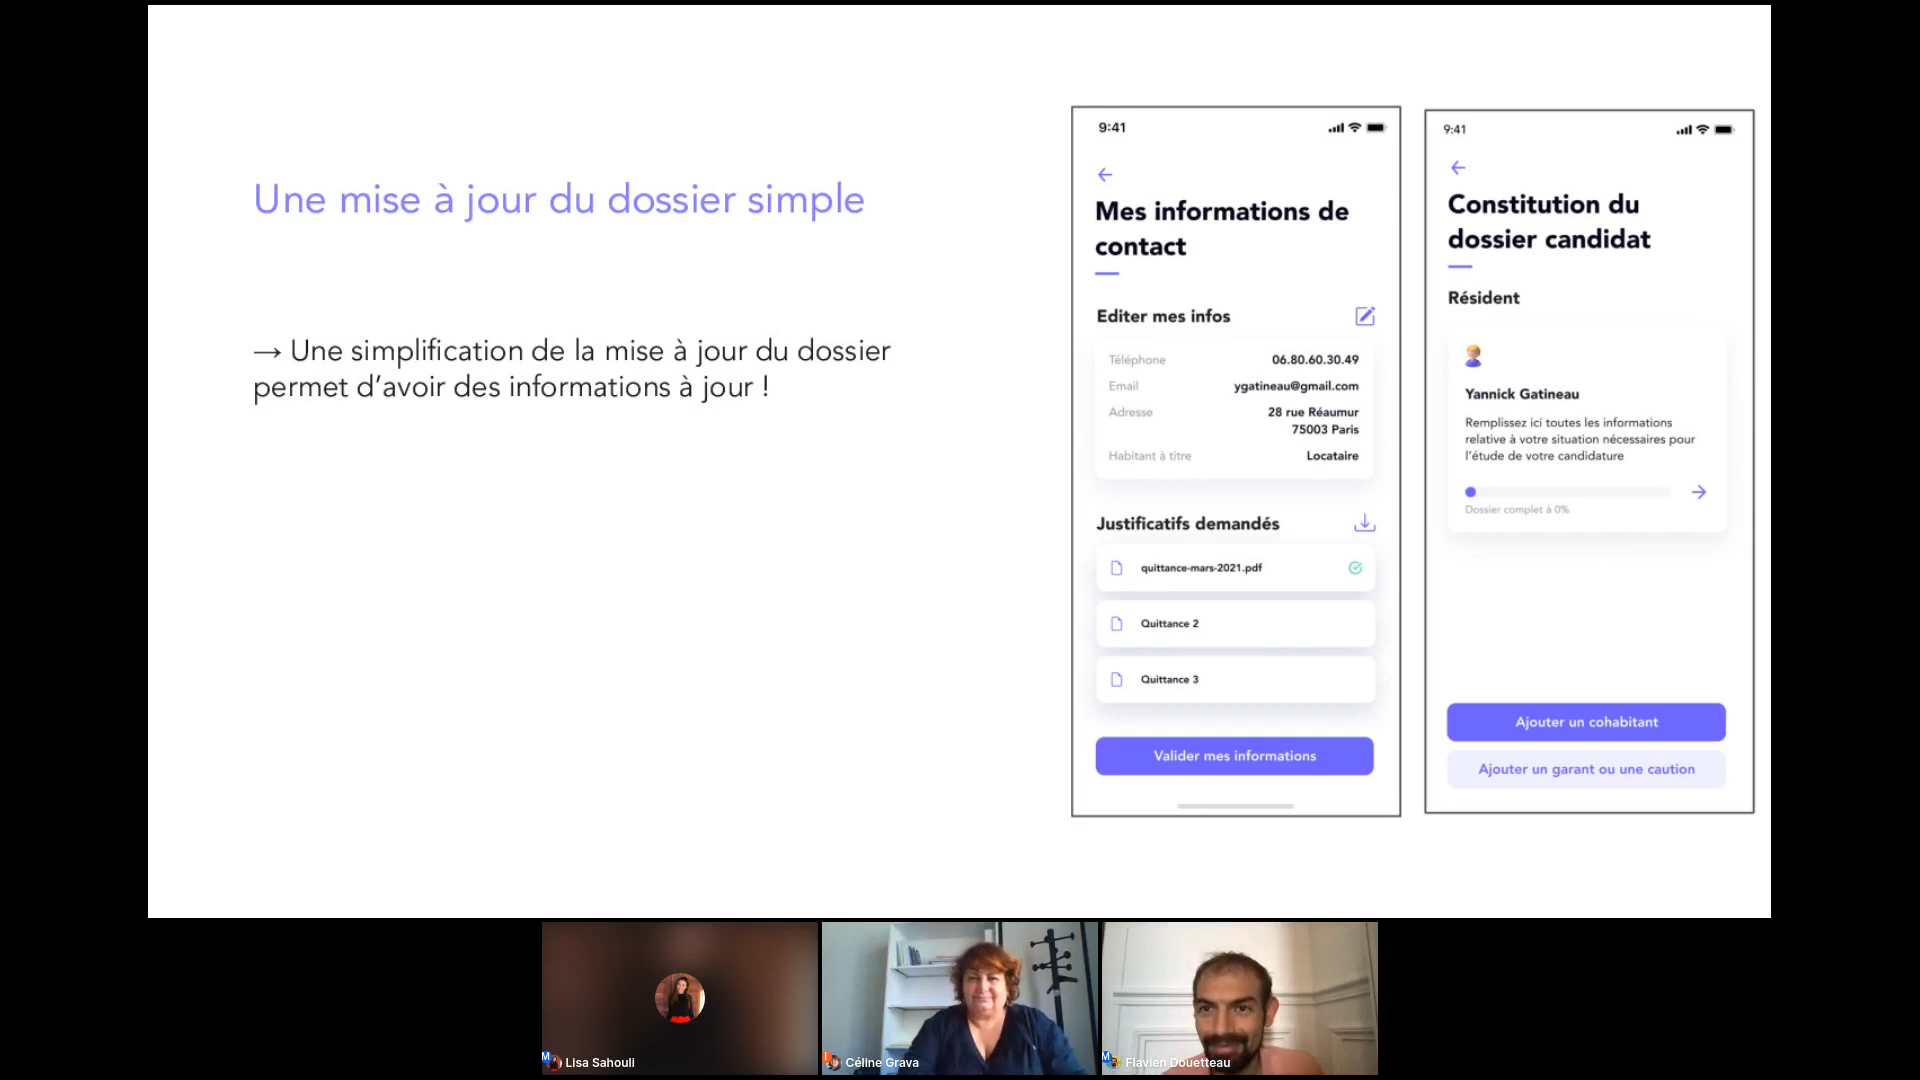 Une mise à jour du dossier simple
→ Une simplification de la mise à jour du dossier
permet d’avoir des informations à jour !
9:41
Mes informations de
contact
Editer mes infos
Téléphone 06.80.60.30.49
Email ygatineau@gmail.com
Adresse 28 rue Réaumur
75003 Paris
Habitant à titre Locataire
Justificatifs demandés
quittance-mars-2021.pdf
Quittance 2
Quittance 3
Valider mes informations
9:41
Constitution du
dossier candidat
Résident
Yannick Gatineau
Remplissez ici toutes les informations
relative à votre situation nécessaires pour
l’étude de votre candidature
Dossier complet à 0%
Ajouter un cohabitant
Ajouter un garant ou une caution
Lisa Sahouli
Céline Grava
Flavien Douetteau